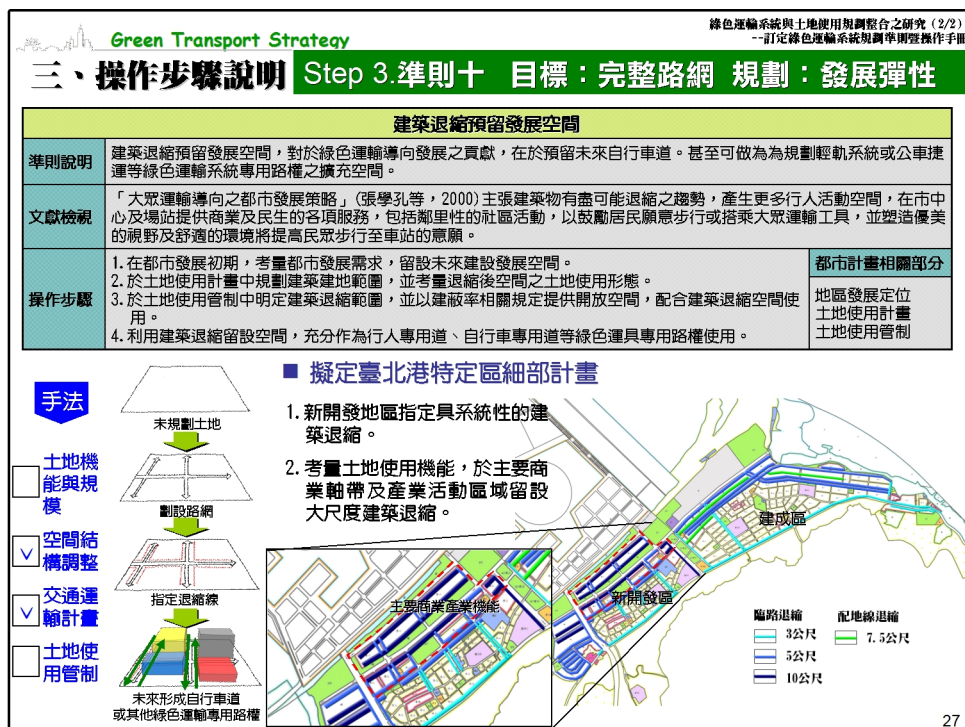 綠色運輸系統與土地使用規劃整合之研究(2/2)
--訂定綠色運輸系統規劃準則暨操作手冊
Green Transport Strategy
三、操作步驟說明 Step 3.準則十 目標：完整路網 規劃：發展彈性
建築退縮預留發展空間
準則說明
建築退縮預留發展空間，對於綠色運輸導向發展之貢獻，在於預留未來自行車道。甚至可做為為規劃輕軌系統或公車捷
運等綠色運輸系統專用路權之擴充空間。
文獻檢視
「大眾運輸導向之都市發展策略」(張學孔等，2000)主張建築物有盡可能退縮之趨勢，產生更多行人活動空間，在市中
心及場站提供商業及民生的各項服務，包括鄰里性的社區活動，以鼓勵居民願意步行或搭乘大眾運輸工具，並塑造優美
的視野及舒適的環境將提高民眾步行至車站的意願。
操作步驟
1.在都市發展初期，考量都市發展需求，留設未來建設發展空間。
2.於土地使用計畫中規劃建築建地範圍，並考量退縮後空間之土地使用形態。
3.於土地使用管制中明定建築退縮範圍，並以建蔽率相關規定提供開放空間，配合建築退縮空間使
用。
4.利用建築退縮留設空間，充分作為行人專用道、自行車專用道等綠色運具專用路權使用。
都市計畫相關部分
地區發展定位
土地使用計畫
土地使用管制
手法
土地機
能與規
模
空間結
構調整
交通運
輸計畫
土地使
用管制
未規劃土地
劃設路網
指定退縮線
未來形成自行車道
或其他綠色運輸專用路權
擬定臺北港特定區細部計畫
1.新開發地區指定具系統性的建
築退縮。
2.考量土地使用機能，於主要商
業軸帶及產業活動區域留設
大尺度建築退縮。
主要商業產業機能
建成區
新開發區
臨路退縮
3公尺
5公尺
10公尺
配地線退縮
7.5公尺
27